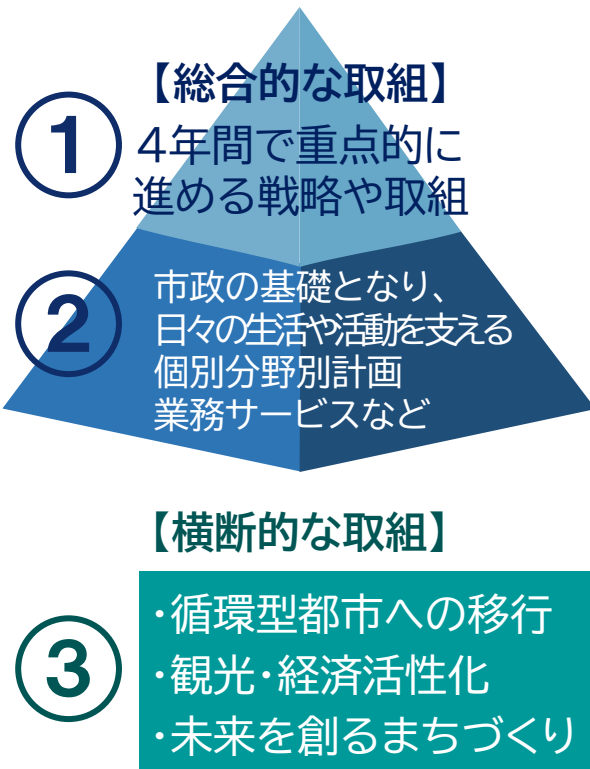 【総合的な取組】
①
4年間で重点的に
進める戦略や取組
②
市政の基礎となり、
日々の生活や活動を支える
個別分野別計画
業務サービスなど
【横断的な取組】
③
・循環型都市への移行
・観光・経済活性化
・未来を創るまちづくり